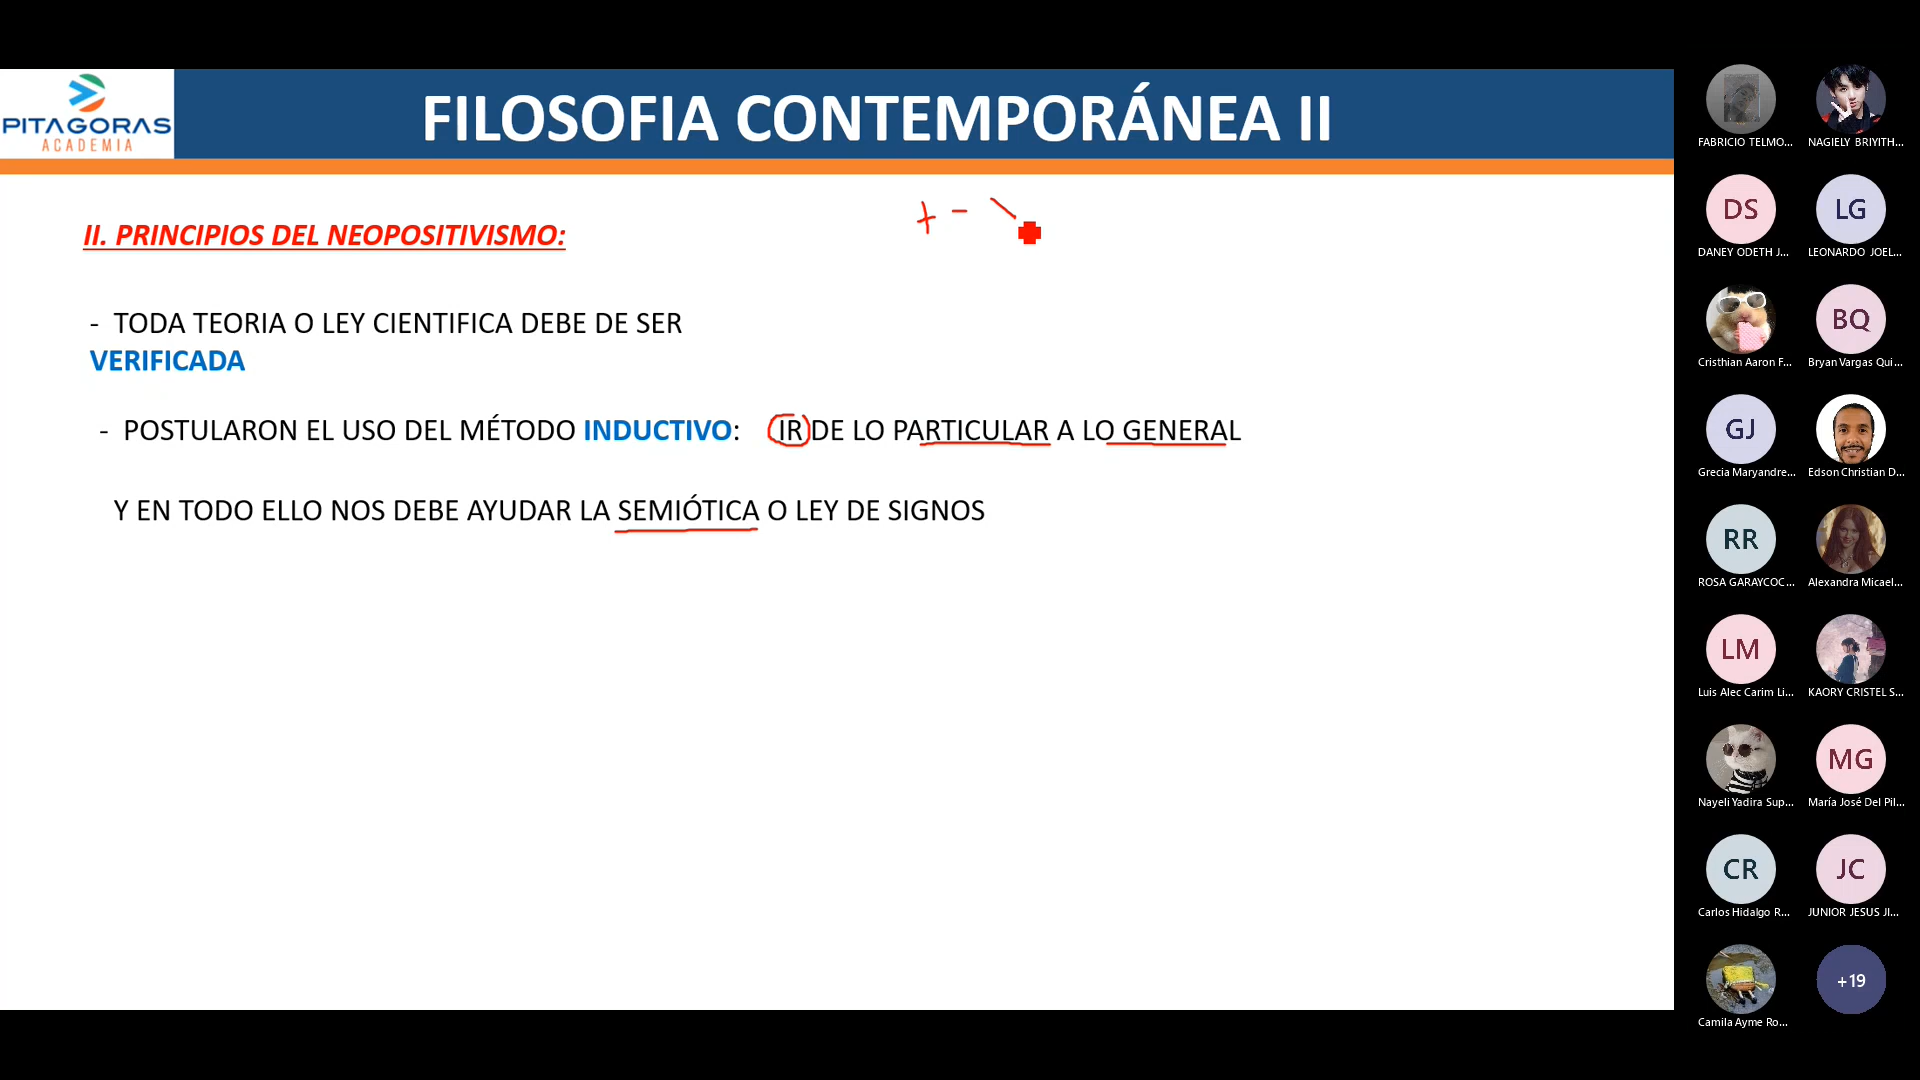 PITAGORAS
ACADEMIA
FILOSOFIA CONTEMPORÁNEA II
II. PRINCIPIOS DEL NEOPOSITIVISMO:
+ -
- TODA TEORIA O LEY CIENTIFICA DEBE DE SER
VERIFICADA
- POSTULARON EL USO DEL MÉTODO INDUCTIVO: IR DE LO PARTICULAR A LO GENERAL
Y EN TODO ELLO NOS DEBE AYUDAR LA SEMIÓTICA O LEY DE SIGNOS
FABRICIO TELMO...
NAGIELY BRIYITH...
DS
LG
DANEY ODETH J...
LEONARDO JOEL...
BQ
Cristhian Aaron F...
Bryan Vargas Qui...
GJ
Grecia Maryandre...
Edson Christian D...
RR
ROSA GARAYCOC...
Alexandra Micael...
LM
Luis Alec Carim Li...
KAORY CRISTEL S...
MG
Nayeli Yadira Sup...
María José Del Pil...
CR
JC
Carlos Hidalgo R...
JUNIOR JESUS JI...
+19
Camila Ayme Ro...